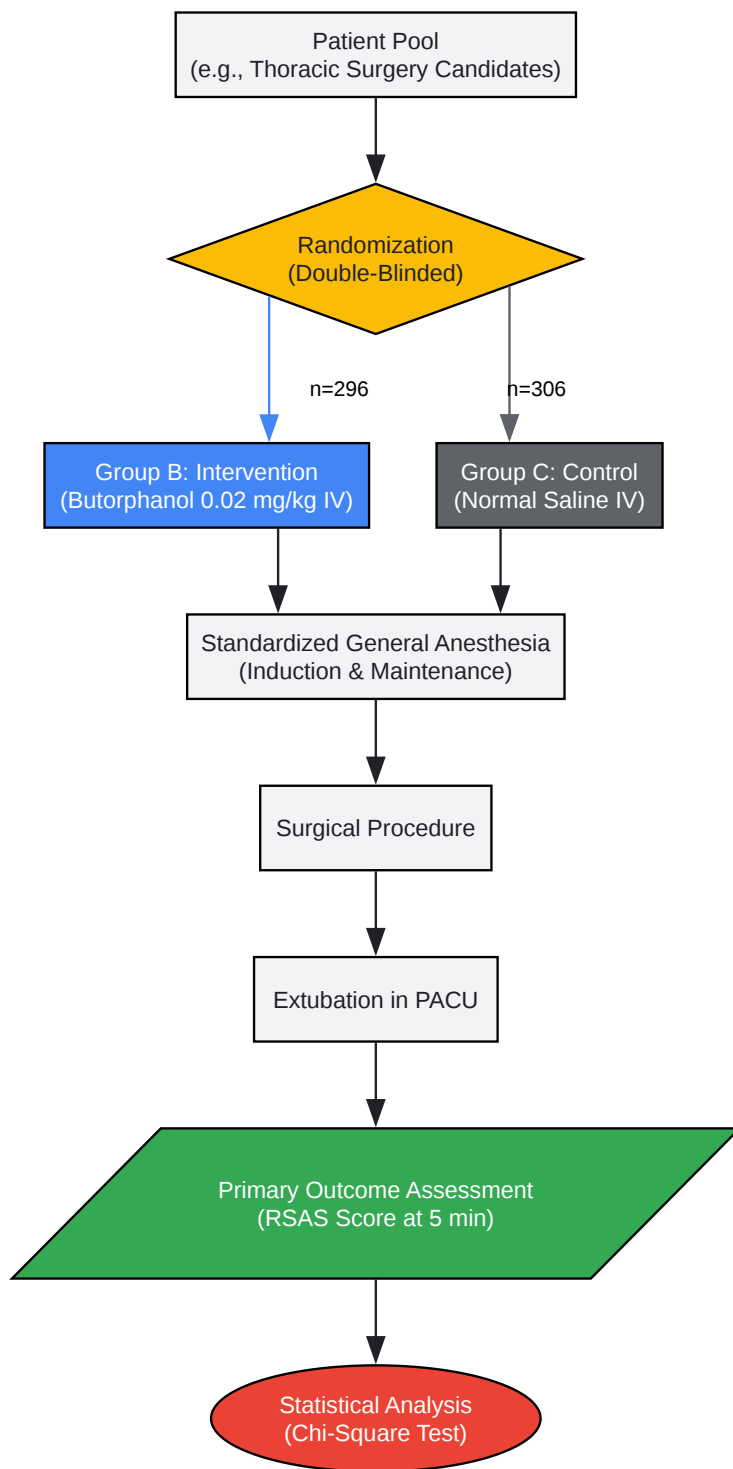 Patient Pool
(e.g., Thoracic Surgery Candidates)
Randomization
(Double-Blinded)
n=296
n=306
Group B: Intervention
(Butorphanol 0.02 mg/kg IV)
Group C: Control
(Normal Saline IV)
Standardized General Anesthesia
(Induction & Maintenance)
Surgical Procedure
Extubation in PACU
Primary Outcome Assessment
(RSAS Score at 5 min)
Statistical Analysis
(Chi-Square Test)